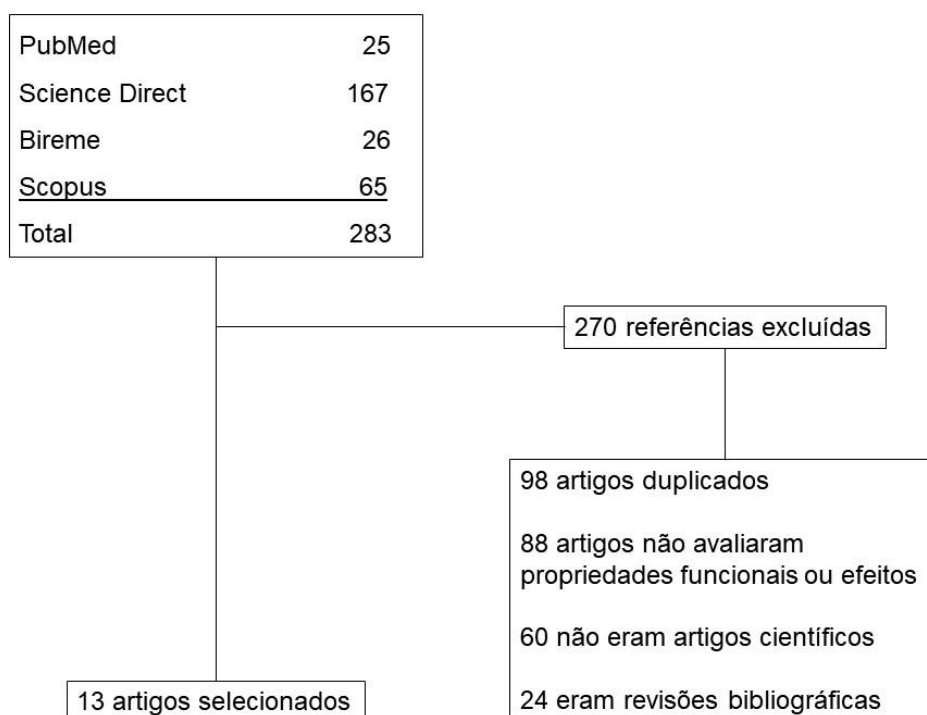 PubMed 25
Science Direct 167
Bireme 26
Scopus 65
Total 283
270 referências excluídas
98 artigos duplicados
88 artigos não avaliaram
propriedades funcionais ou efeitos
60 não eram artigos científicos
24 eram revisões bibliográficas
13 artigos selecionados